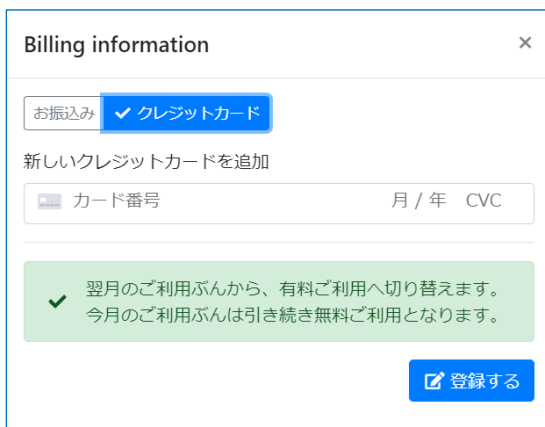 Billing information ×
お振込み クレジットカード
新しいクレジットカードを追加
カード番号 月 / 年 CVC
翌月のご利用ぶんから、有料ご利用へ切り替えます。
今月のご利用ぶんは引き続き無料ご利用となります。
登録する